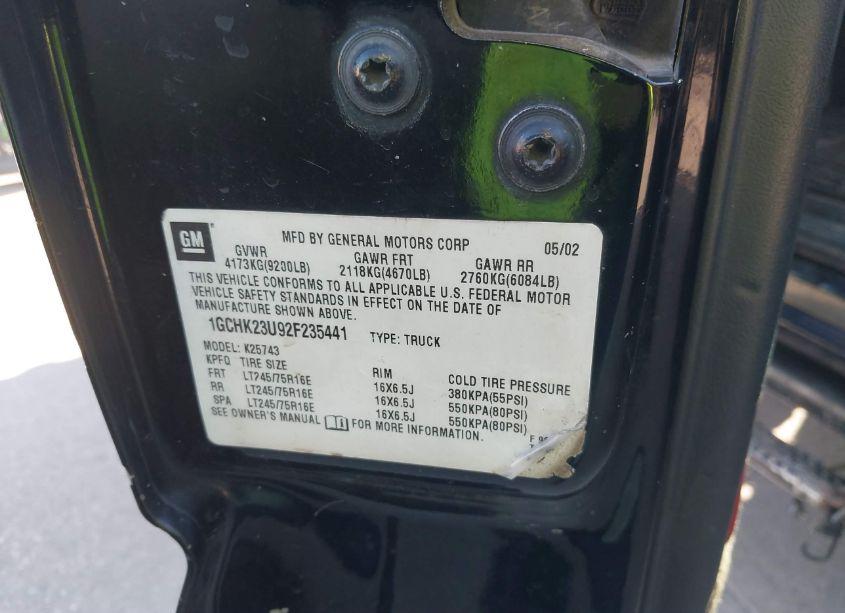 GM
MFD BY GENERAL MOTORS CORP 05/02
GVWR GAWR FRT GAWR RR
4173KG(9200LB) 2118KG(4670LB) 2760KG(6084LB)
THIS VEHICLE CONFORMS TO ALL APPLICABLE U.S. FEDERAL MOTOR
VEHICLE SAFETY STANDARDS IN EFFECT ON THE DATE OF
MANUFACTURE SHOWN ABOVE.
1GCHK23U92F235441 TYPE: TRUCK
MODEL: K25743
KPFQ TIRE SIZE RIM COLD TIRE PRESSURE
FRT LT245/75R16E 16X6.5J 380KPA(55PSI)
RR LT245/75R16E 16X6.5J 550KPA(80PSI)
SPA LT245/75R16E 16X6.5J 550KPA(80PSI)
SEE OWNER'S MANUAL FOR MORE INFORMATION.